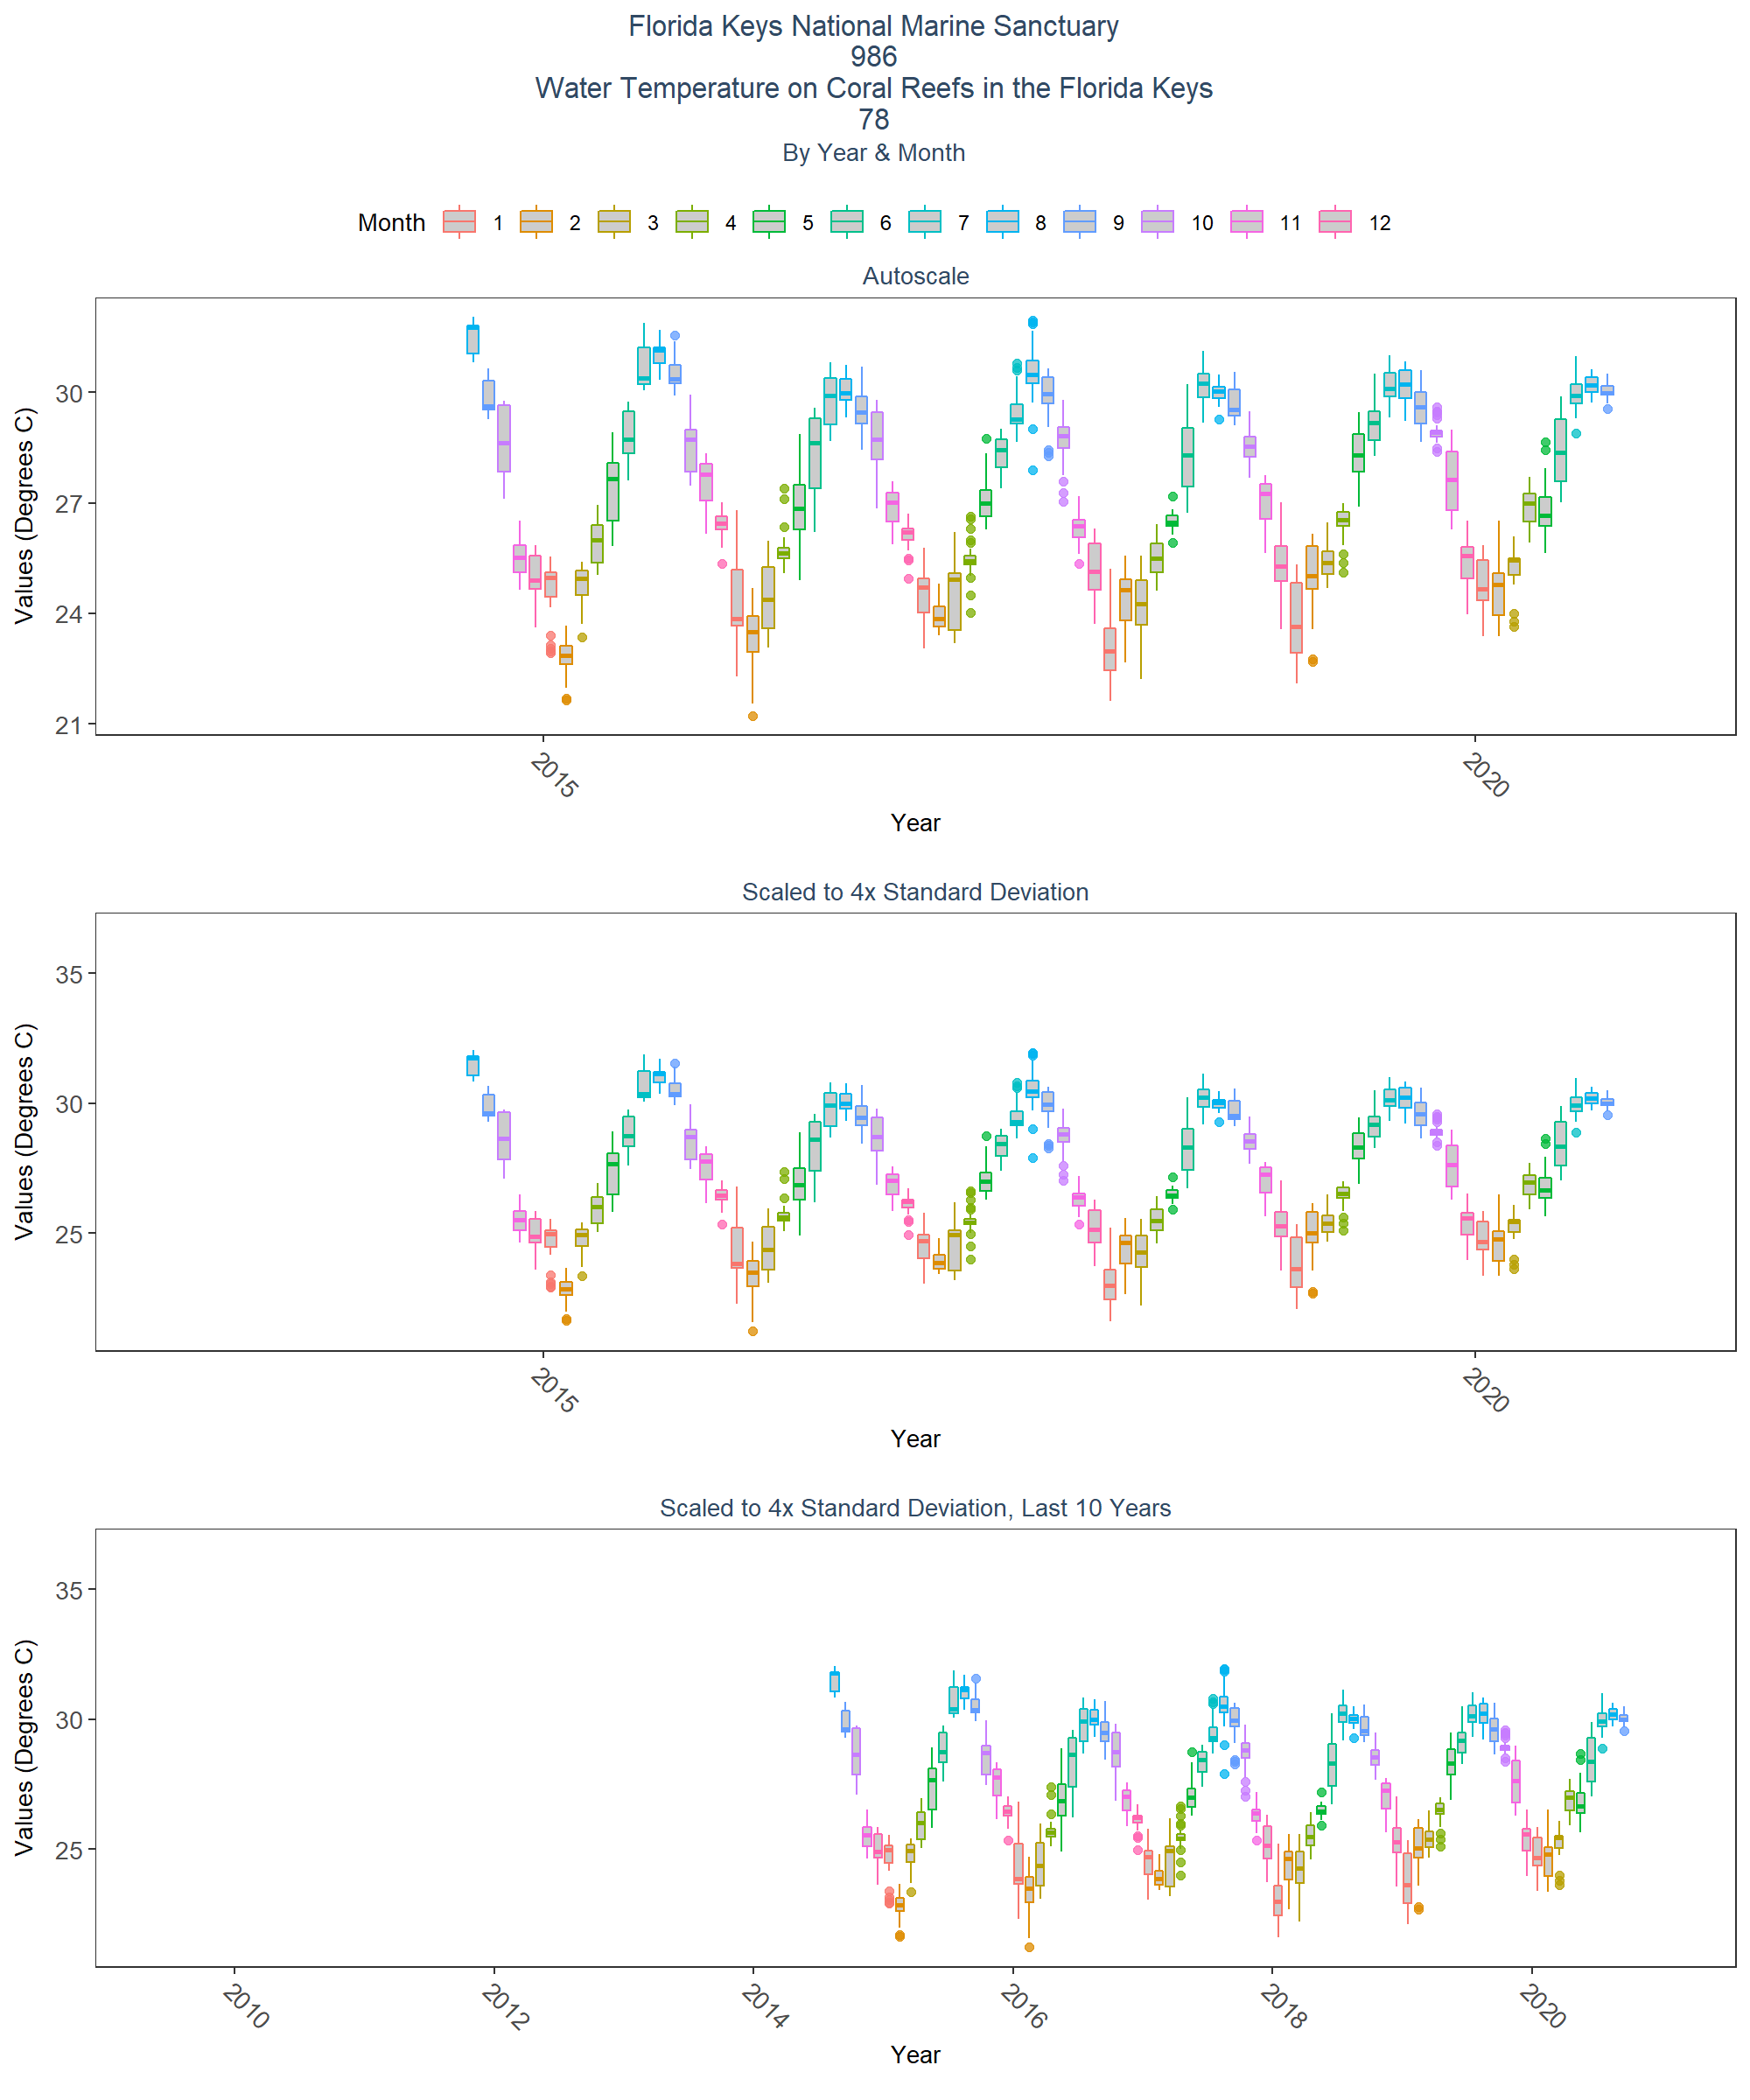 Florida Keys National Marine Sanctuary
986
Water Temperature on Coral Reefs in the Florida Keys
78
By Year & Month
Month 1 2 3 4 5 6 7 8 9 10 11 12
Autoscale
Values (Degrees C)
30
27
24
21
2015 2020
Year
Scaled to 4x Standard Deviation
Values (Degrees C)
35
30
25
2015 2020
Year
Scaled to 4x Standard Deviation, Last 10 Years
Values (Degrees C)
35
30
25
2010 2012 2014 2016 2018 2020
Year